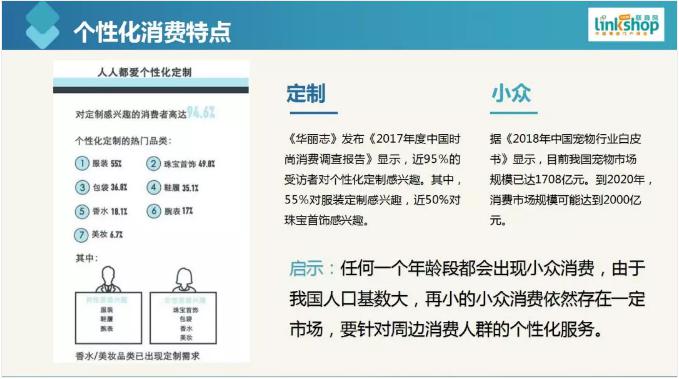 个性化消费特点
联商网
linkshop
人人都爱个性化定制
对定制感兴趣的消费者高达94.6%
个性化定制的热门品类：
1 服装 55% 2 珠宝首饰 49.8%
3 包袋 36.8% 4 鞋履 35.1%
5 香水 18.1% 6 腕表 17%
7 美妆 6.7%
其中：
男性更感兴趣
服装
鞋履
腕表
女性更感兴趣
珠宝首饰
包袋
香水
美妆
香水/美妆品类已出现定制需求
定制
《华丽志》发布《2017年度中国时
尚消费调查报告》显示，近95%的
受访者对个性化定制感兴趣。其中，
55%对服装定制感兴趣，近50%对
珠宝首饰感兴趣。
小众
据《2018年中国宠物行业白皮
书》显示，目前我国宠物市场
规模已达1708亿元。到2020年，
消费市场规模可能达到2000亿
元。
启示：任何一个年龄段都会出现小众消费，由于
我国人口基数大，再小的小众消费依然存在一定
市场，要针对周边消费人群的个性化服务。